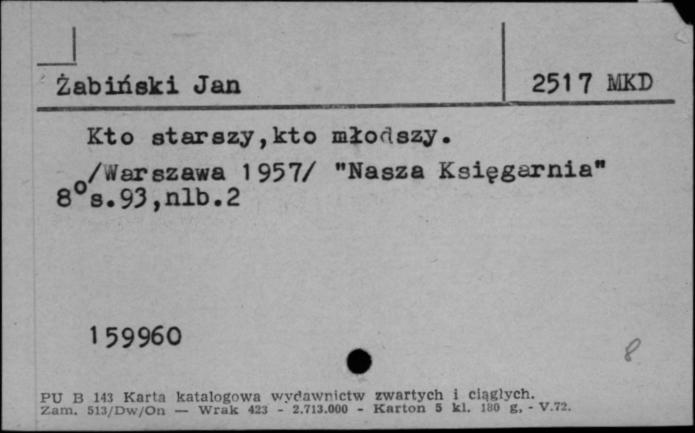 Żabiński Jan
2517 MKD
Kto starszy,kto młodszy.
/Warszawa 1957/ "Nasza Księgarnia"
8° s.93,nlb.2
159960
8
PU B 143 Karta katalogowa wydawnictw zwartych i ciągłych.
Zam. 513/Dw/On — Wrak 423 - 2.713.000 - Karton 5 kl. 180 g, - V.72.